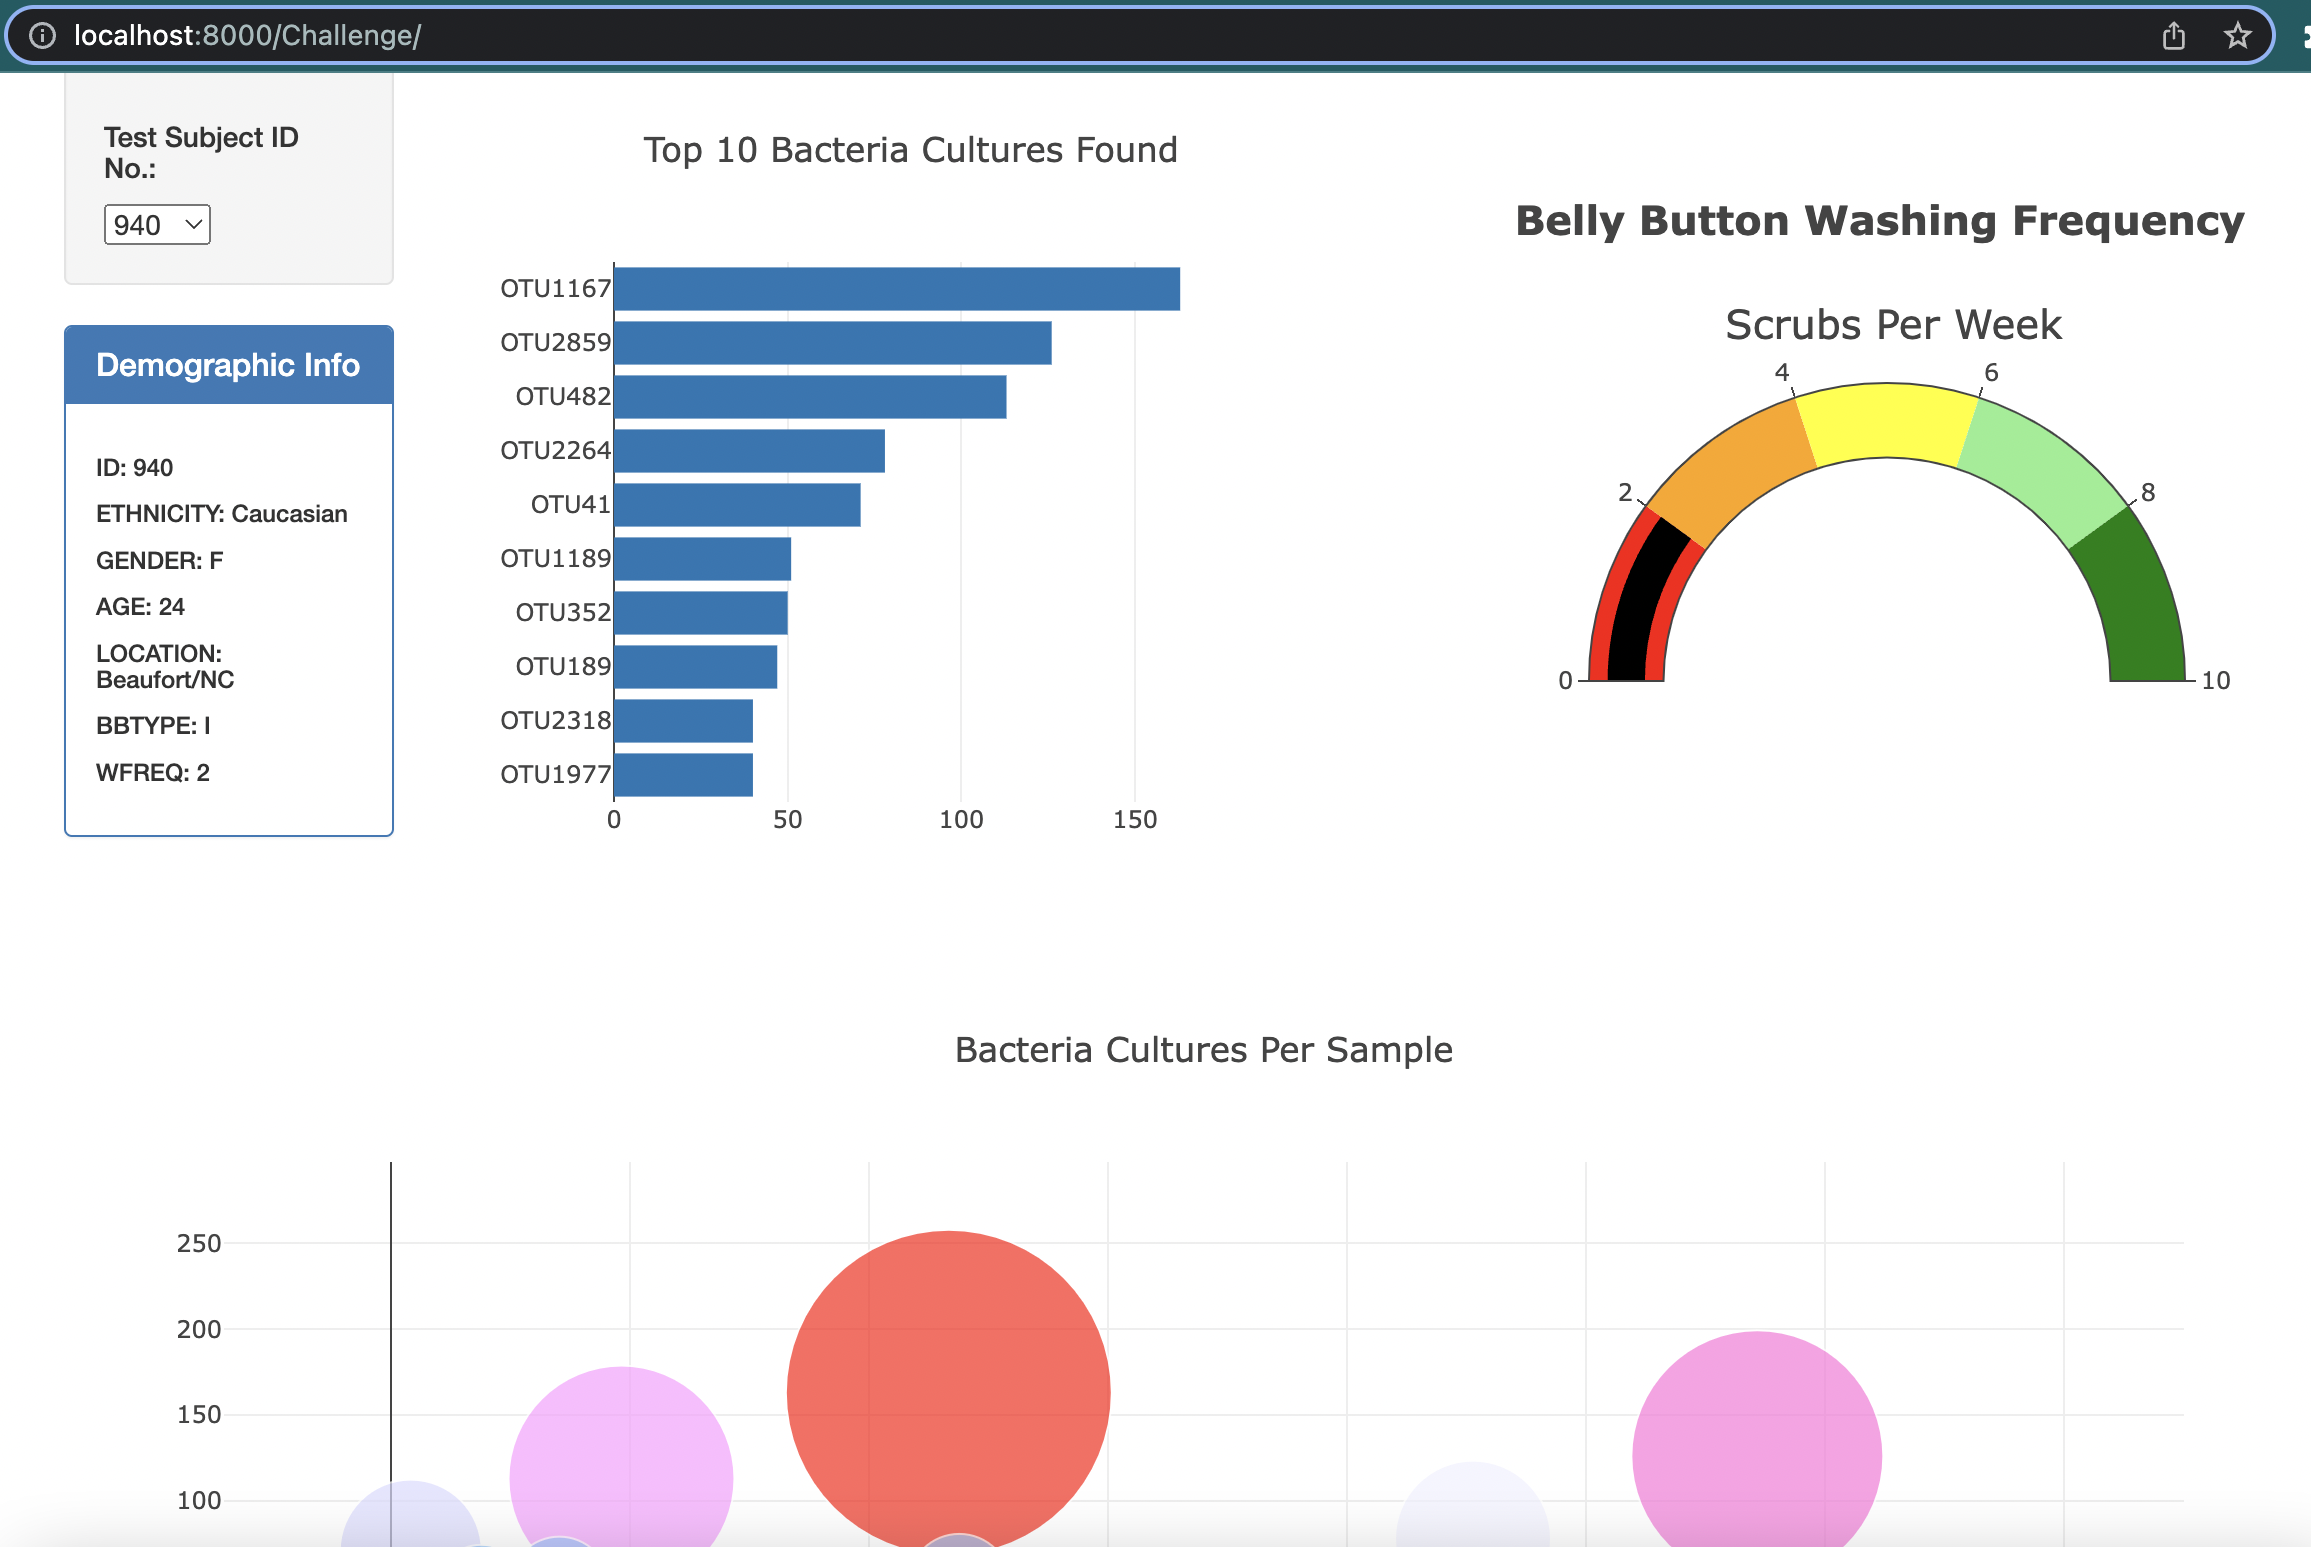 localhost:8000/Challenge/
Test Subject ID
No.:
940
Demographic Info
ID: 940
ETHNICITY: Caucasian
GENDER: F
AGE: 24
LOCATION:
Beaufort/NC
BBTYPE: I
WFREQ: 2
Top 10 Bacteria Cultures Found
OTU1167
OTU2859
OTU482
OTU2264
OTU41
OTU1189
OTU352
OTU189
OTU2318
OTU1977
0 50 100 150
Belly Button Washing Frequency
Scrubs Per Week
4 6
2 8
0 10
Bacteria Cultures Per Sample
250
200
150
100